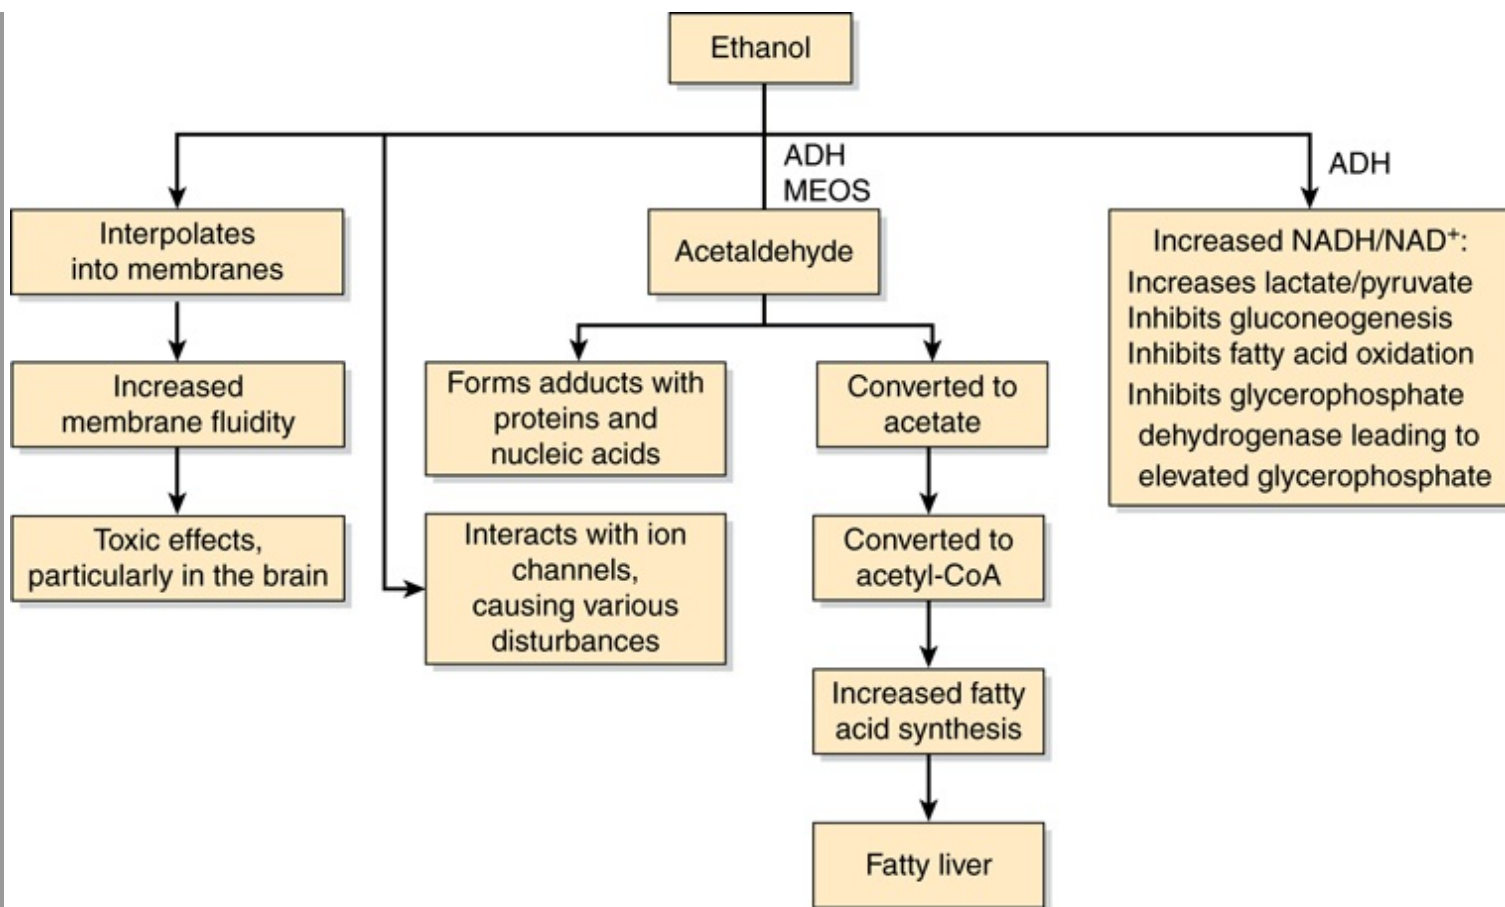 Ethanol
ADH
MEOS
ADH
Interpolates
into membranes
Increased
membrane fluidity
Toxic effects,
particularly in the brain
Acetaldehyde
Forms adducts with
proteins and
nucleic acids
Interacts with ion
channels,
causing various
disturbances
Converted to
acetate
Converted to
acetyl-CoA
Increased fatty
acid synthesis
Fatty liver
Increased NADH/NAD⁺:
Increases lactate/pyruvate
Inhibits gluconeogenesis
Inhibits fatty acid oxidation
Inhibits glycerophosphate
dehydrogenase leading to
elevated glycerophosphate